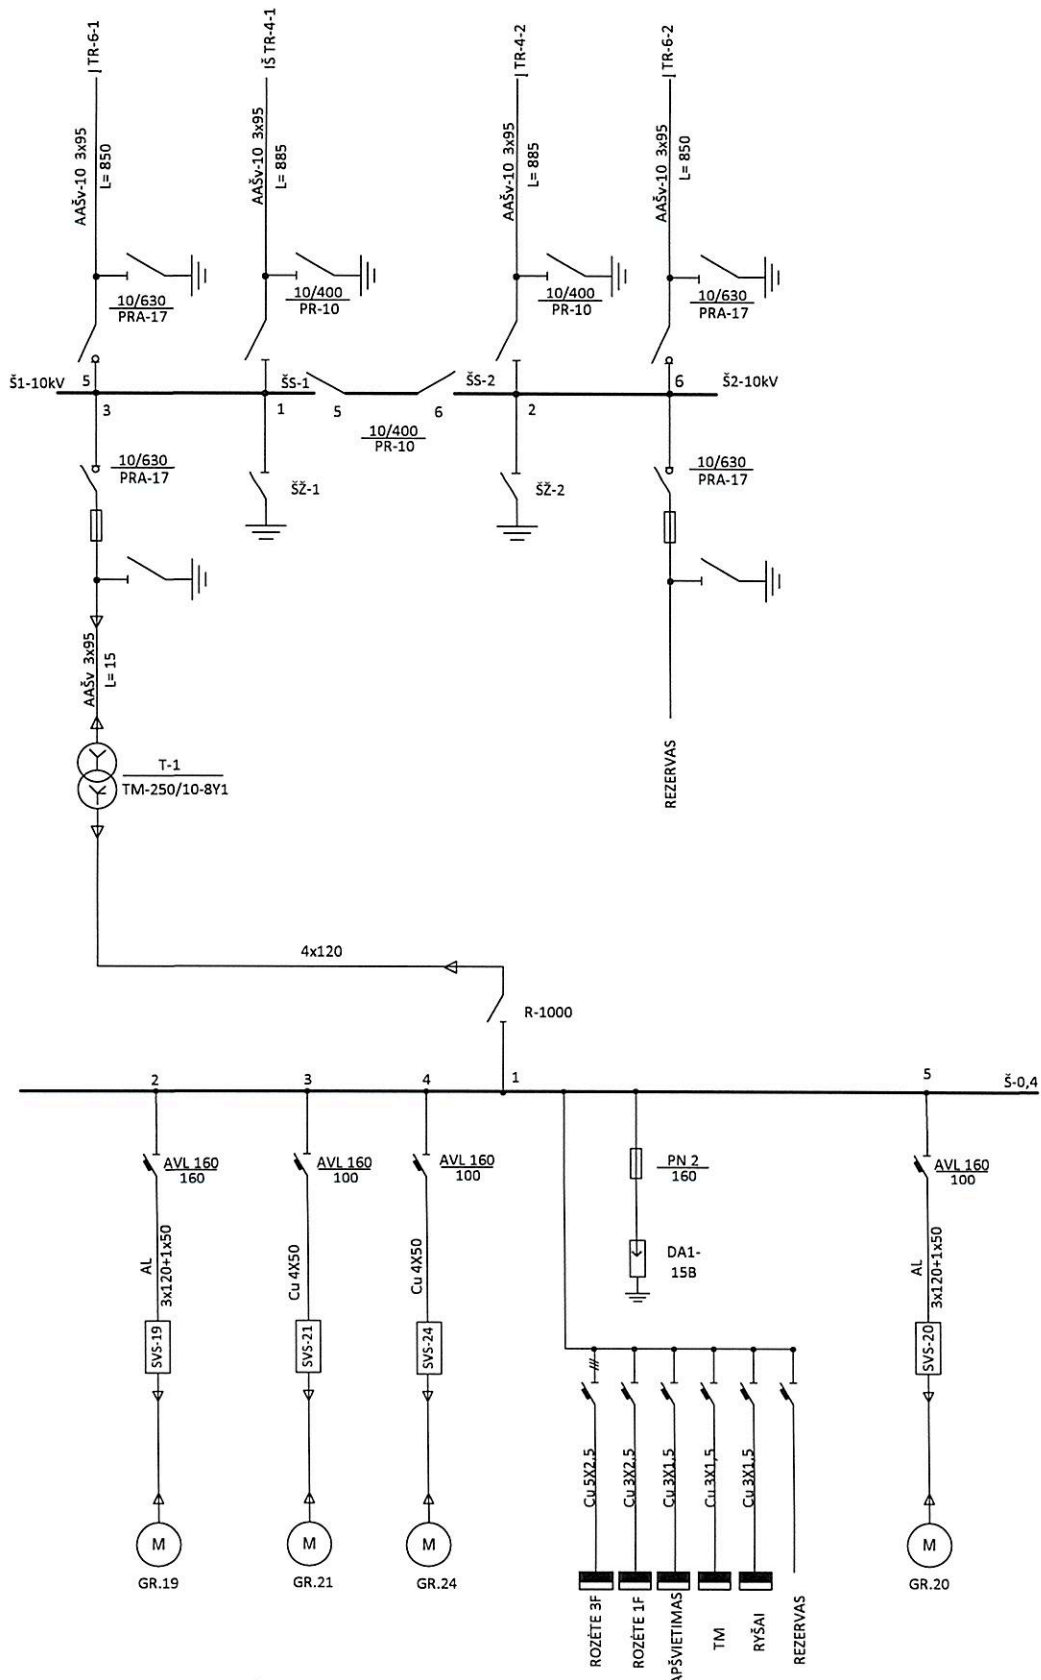 Į TR-6-1
IŠ TR-4-1
Į TR-4-2
Į TR-6-2
AAŠv-10 3x95
L= 850
AAŠv-10 3x95
L= 885
AAŠv-10 3x95
L= 885
AAŠv-10 3x95
L= 850
10/630
PRA-17
10/400
PR-10
10/400
PR-10
10/630
PRA-17
Š1-10kV
5
ŠS-1
ŠS-2
6
Š2-10kV
3
1
5
6
2
10/400
PR-10
10/630
PRA-17
ŠŽ-1
ŠŽ-2
10/630
PRA-17
AAŠv 3x95
L= 15
REZERVAS
T-1
TM-250/10-8Y1
4x120
R-1000
2
3
4
1
5
Š-0,4
AVL 160
160
AVL 160
100
AVL 160
100
PN 2
160
AVL 160
100
AL
3x120+1x50
Cu 4X50
Cu 4X50
DA1-
15B
AL
3x120+1x50
SVS-19
SVS-21
SVS-24
SVS-20
Cu 5X2,5
Cu 3X2,5
Cu 3X1,5
Cu 3X1,5
Cu 3X1,5
M
M
M
M
GR.19
GR.21
GR.24
GR.20
ROZĖTE 3F
ROZĖTE 1F
APŠVIETIMAS
TM
RYŠAI
REZERVAS